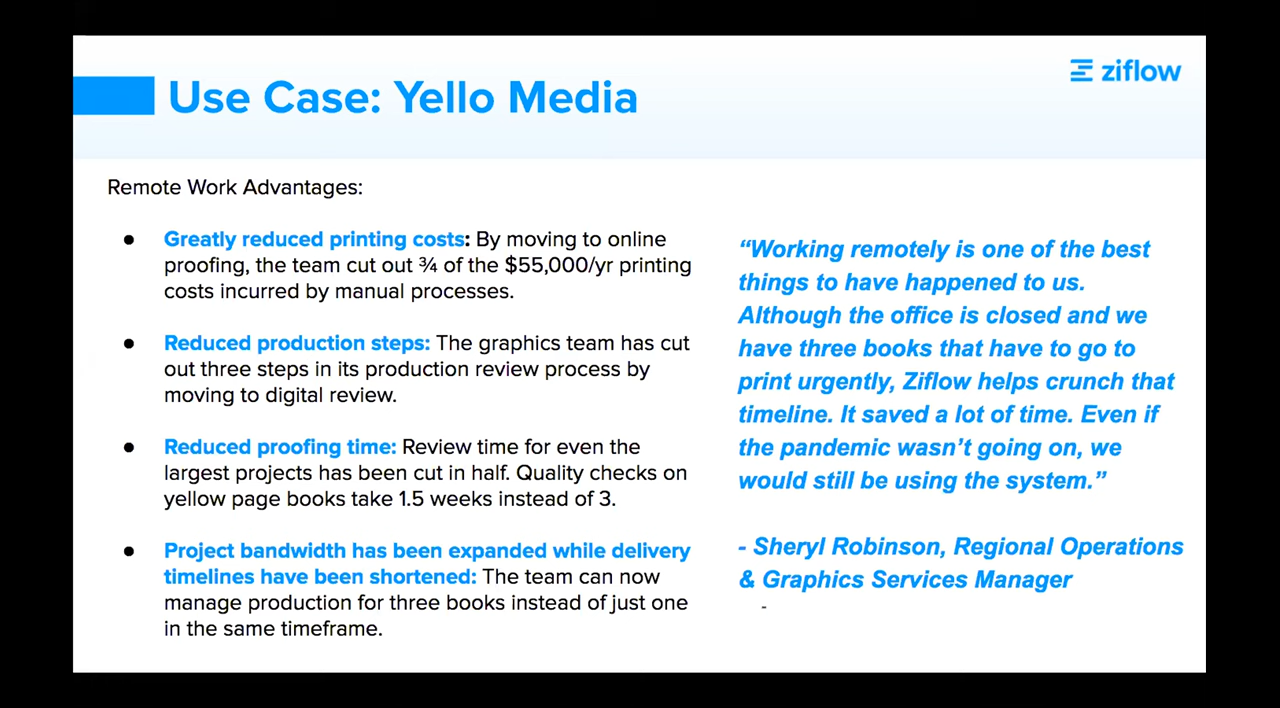 ziflow
Use Case: Yello Media
Remote Work Advantages:
● Greatly reduced printing costs: By moving to online
proofing, the team cut out ¾ of the $55,000/yr printing
costs incurred by manual processes.
● Reduced production steps: The graphics team has cut
out three steps in its production review process by
moving to digital review.
● Reduced proofing time: Review time for even the
largest projects has been cut in half. Quality checks on
yellow page books take 1.5 weeks instead of 3.
● Project bandwidth has been expanded while delivery
timelines have been shortened: The team can now
manage production for three books instead of just one
in the same timeframe.
“Working remotely is one of the best
things to have happened to us.
Although the office is closed and we
have three books that have to go to
print urgently, Ziflow helps crunch that
timeline. It saved a lot of time. Even if
the pandemic wasn’t going on, we
would still be using the system.”
- Sheryl Robinson, Regional Operations
& Graphics Services Manager
-